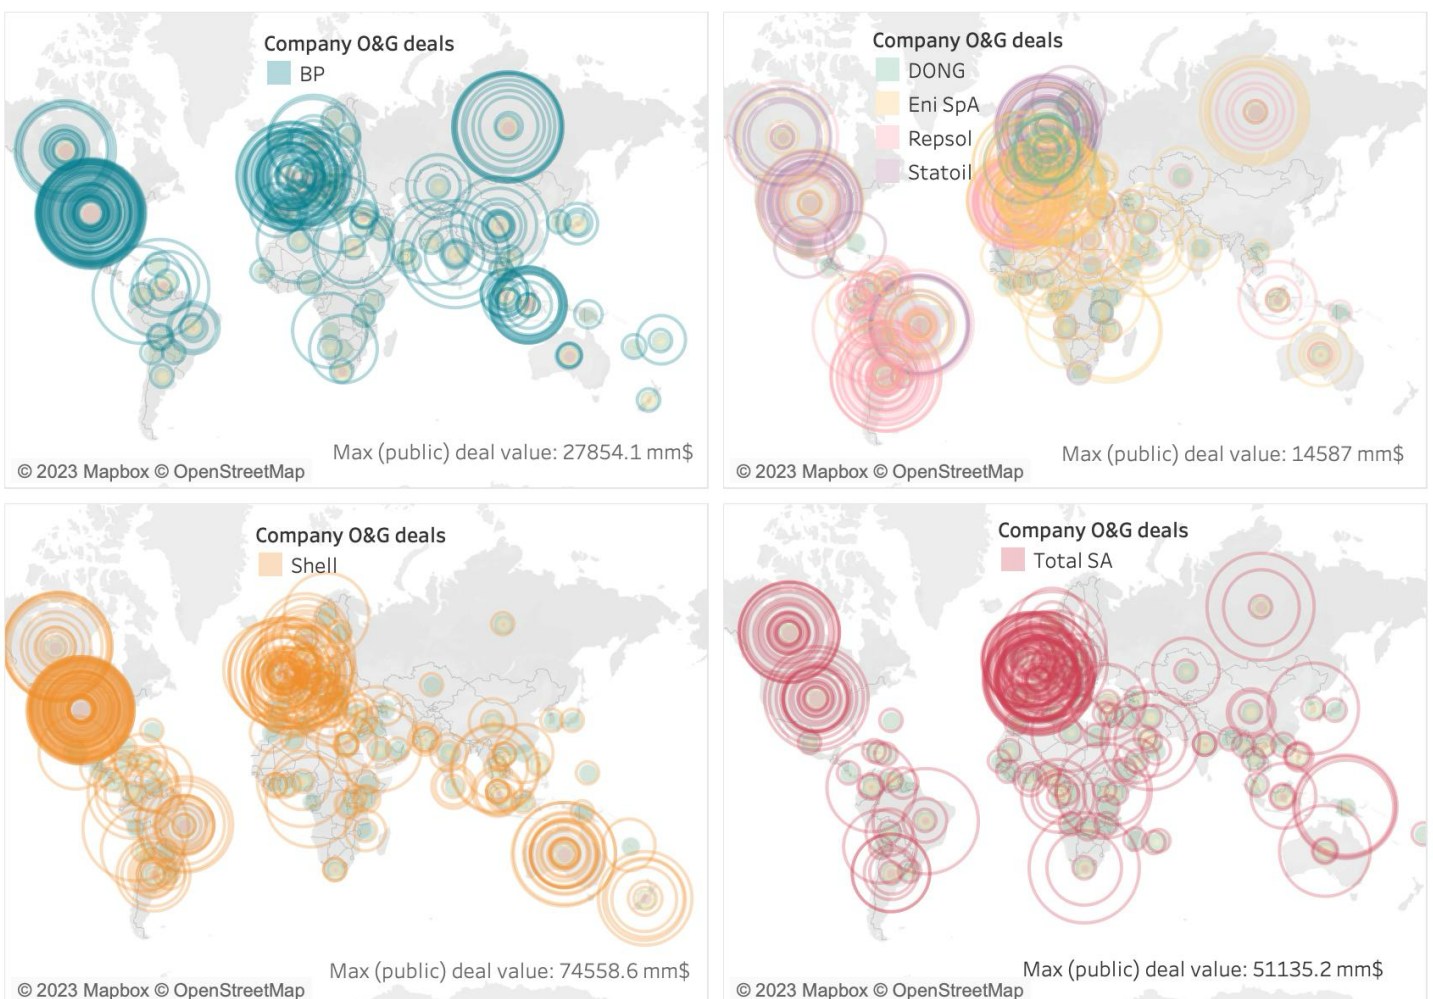 Company O&G deals
BP
Max (public) deal value: 27854.1 mm$
© 2023 Mapbox © OpenStreetMap
Company O&G deals
DONG
Eni SpA
Repsol
Statoil
Max (public) deal value: 14587 mm$
© 2023 Mapbox © OpenStreetMap
Company O&G deals
Shell
Max (public) deal value: 74558.6 mm$
© 2023 Mapbox © OpenStreetMap
Company O&G deals
Total SA
Max (public) deal value: 51135.2 mm$
© 2023 Mapbox © OpenStreetMap